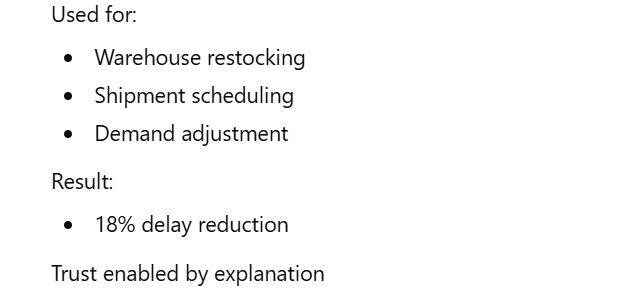 Used for:
• Warehouse restocking
• Shipment scheduling
• Demand adjustment
Result:
• 18% delay reduction
Trust enabled by explanation